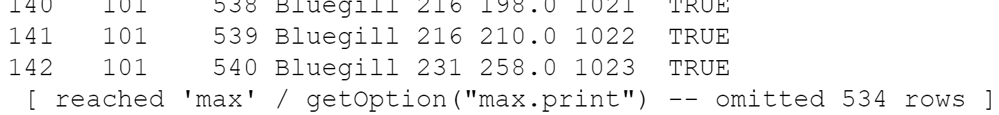 140   101     538 Bluegill 216 198.0 1021  TRUE
141   101     539 Bluegill 216 210.0 1022  TRUE
142   101     540 Bluegill 231 258.0 1023  TRUE
 [ reached 'max' / getOption("max.print") -- omitted 534 rows ]